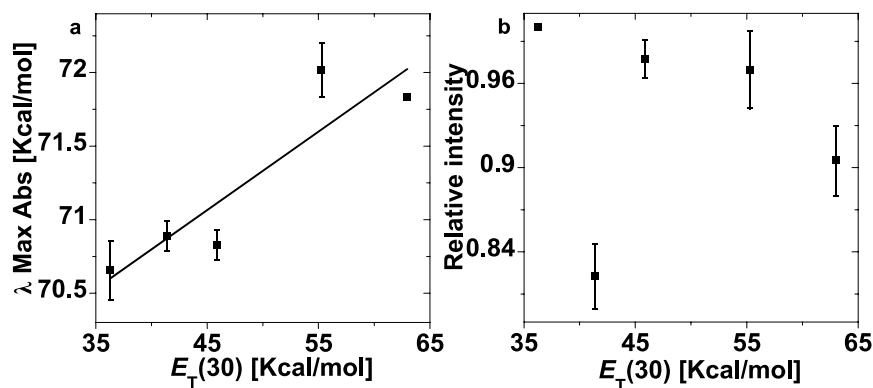 a
λ Max Abs [Kcal/mol]
72
71.5
71
70.5
35
45
55
65
E_T(30) [Kcal/mol]
b
Relative intensity
0.96
0.9
0.84
35
45
55
65
E_T(30) [Kcal/mol]